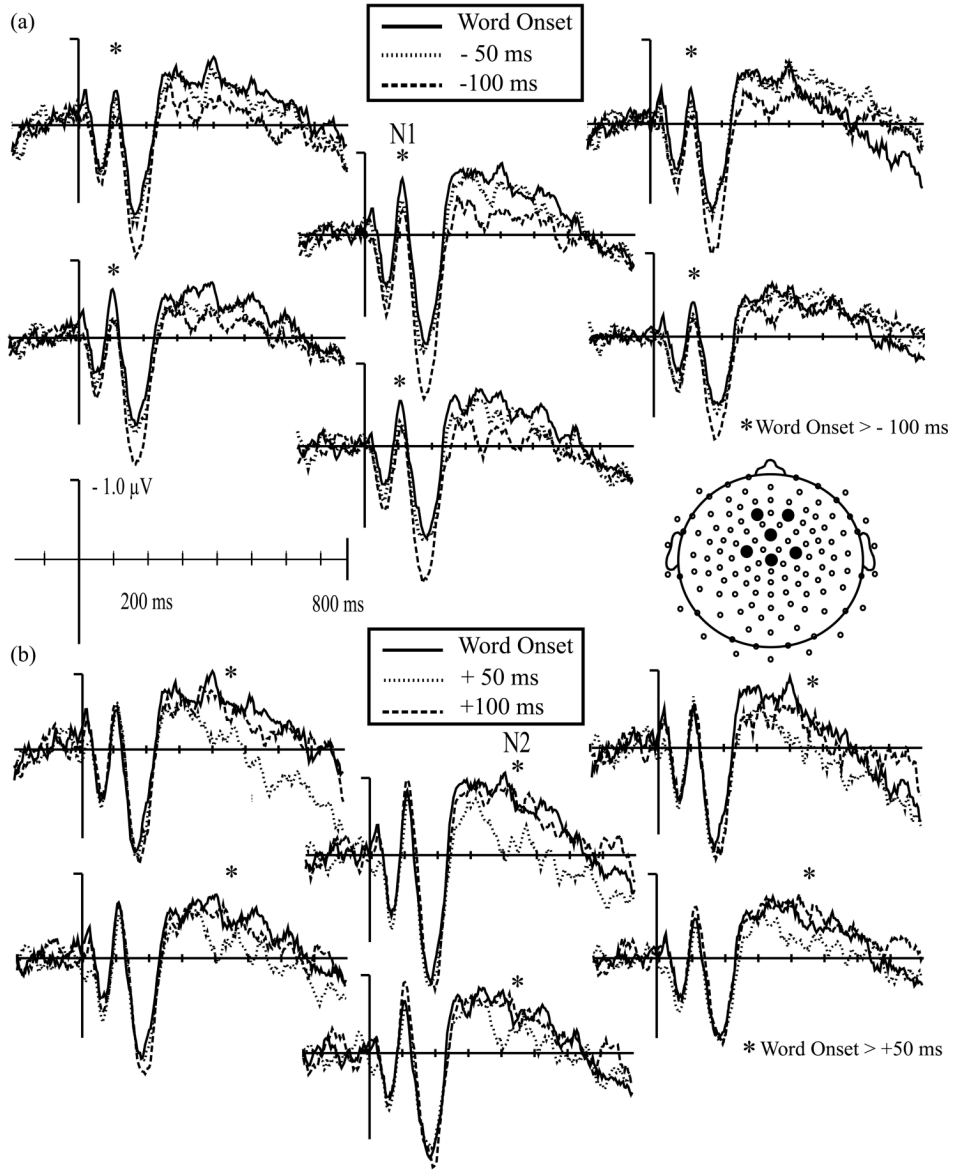 (a)
Word Onset
- 50 ms
-100 ms
*
*
N1
*
*
*
*
* Word Onset > - 100 ms
- 1.0 µV
200 ms
800 ms
(b)
Word Onset
+ 50 ms
+100 ms
*
*
N2
*
*
*
*
* Word Onset > +50 ms